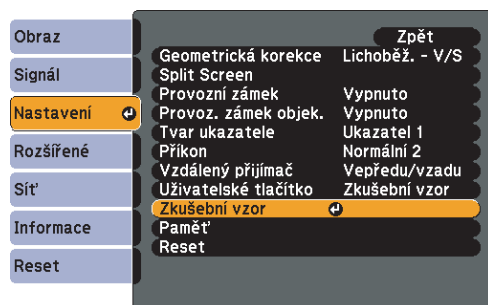 Obraz
Signál
Nastavení
Rozšířené
Síť
Informace
Reset
Zpět
Geometrická korekce Lichoběž. - V/S
Split Screen
Provozní zámek Vypnuto
Provoz. zámek objek. Vypnuto
Tvar ukazatele Ukazatel 1
Příkon Normální 2
Vzdálený přijímač Vepředu/vzadu
Uživatelské tlačítko Zkušební vzor
Zkušební vzor
Paměť
Reset